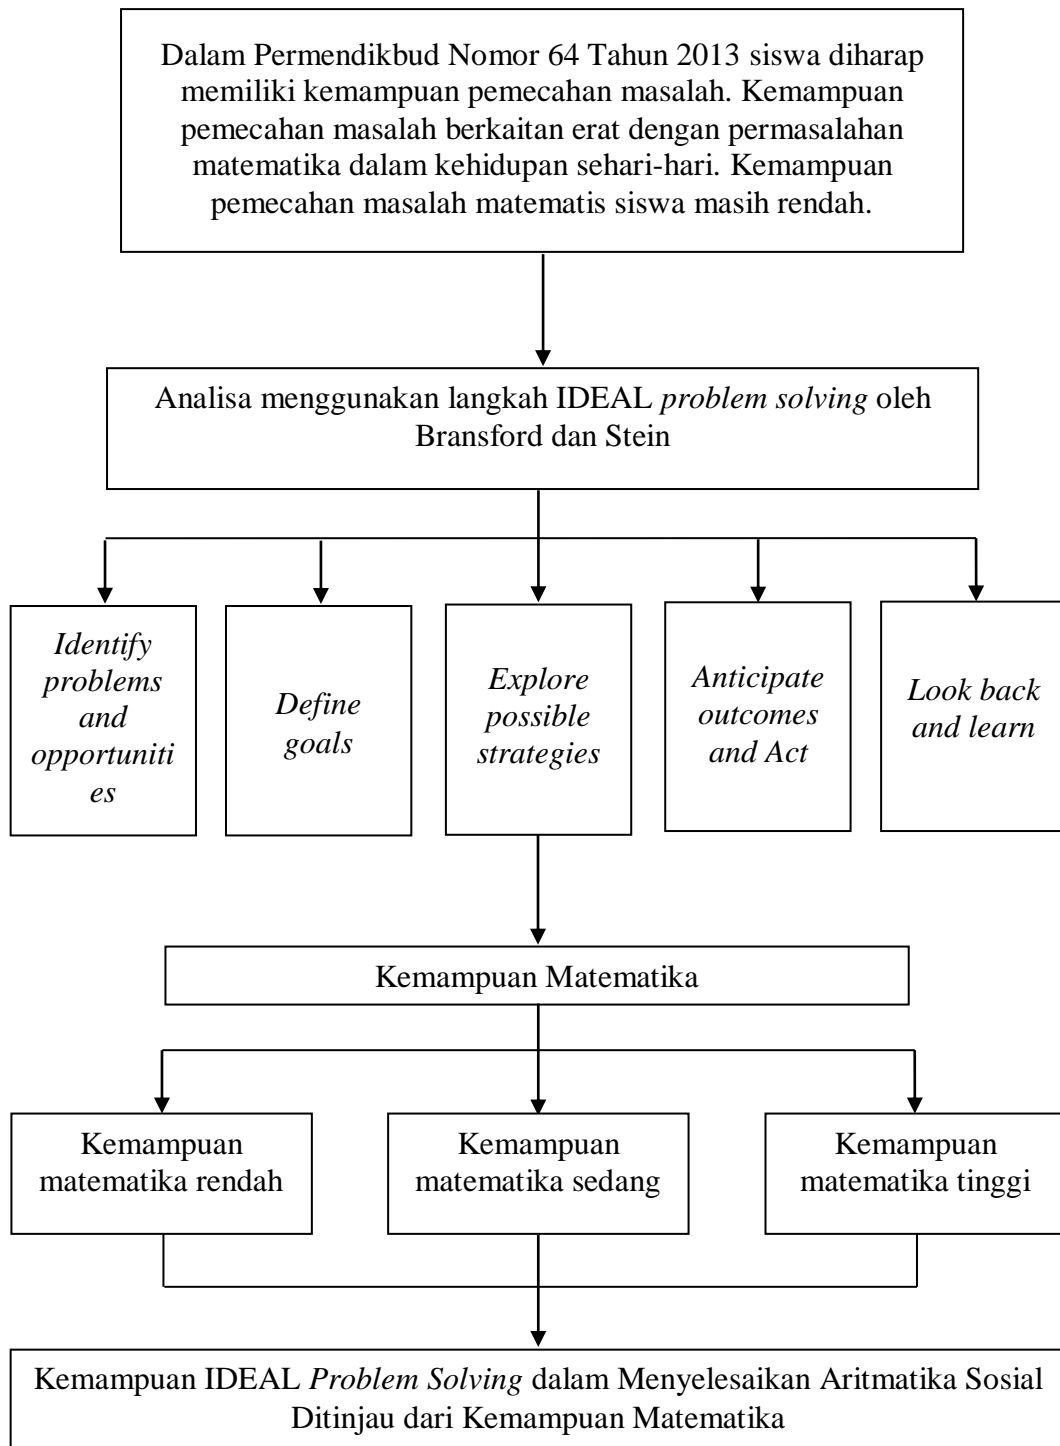 Dalam Permendikbud Nomor 64 Tahun 2013 siswa diharap
memiliki kemampuan pemecahan masalah. Kemampuan
pemecahan masalah berkaitan erat dengan permasalahan
matematika dalam kehidupan sehari-hari. Kemampuan
pemecahan masalah matematis siswa masih rendah.
Analisa menggunakan langkah IDEAL problem solving oleh
Bransford dan Stein
Identify
problems
and
opportuniti
es
Define
goals
Explore
possible
strategies
Anticipate
outcomes
and Act
Look back
and learn
Kemampuan Matematika
Kemampuan
matematika rendah
Kemampuan
matematika sedang
Kemampuan
matematika tinggi
Kemampuan IDEAL Problem Solving dalam Menyelesaikan Aritmatika Sosial
Ditinjau dari Kemampuan Matematika